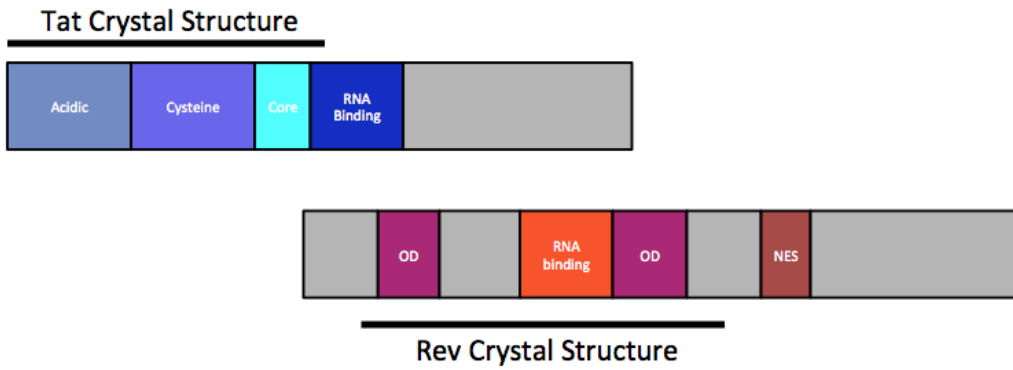 Tat Crystal Structure
Acidic
Cysteine
Core
RNA
Binding
OD
RNA
binding
OD
NES
Rev Crystal Structure